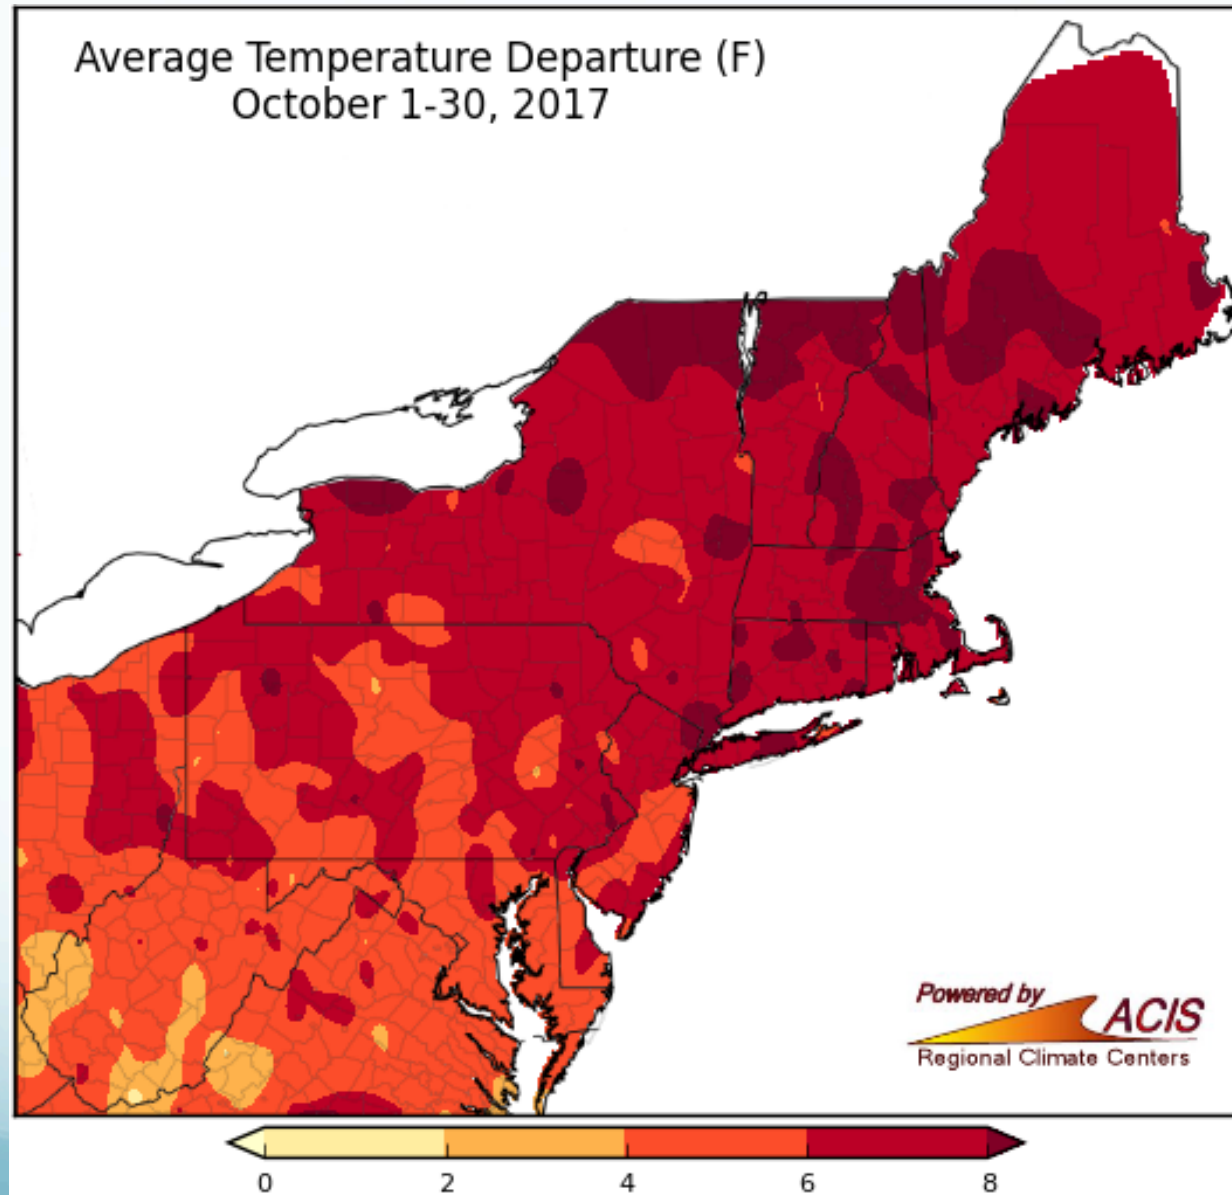 Average Temperature Departure (F)
October 1-30, 2017
Powered by
ACIS
Regional Climate Centers
0 2 4 6 8